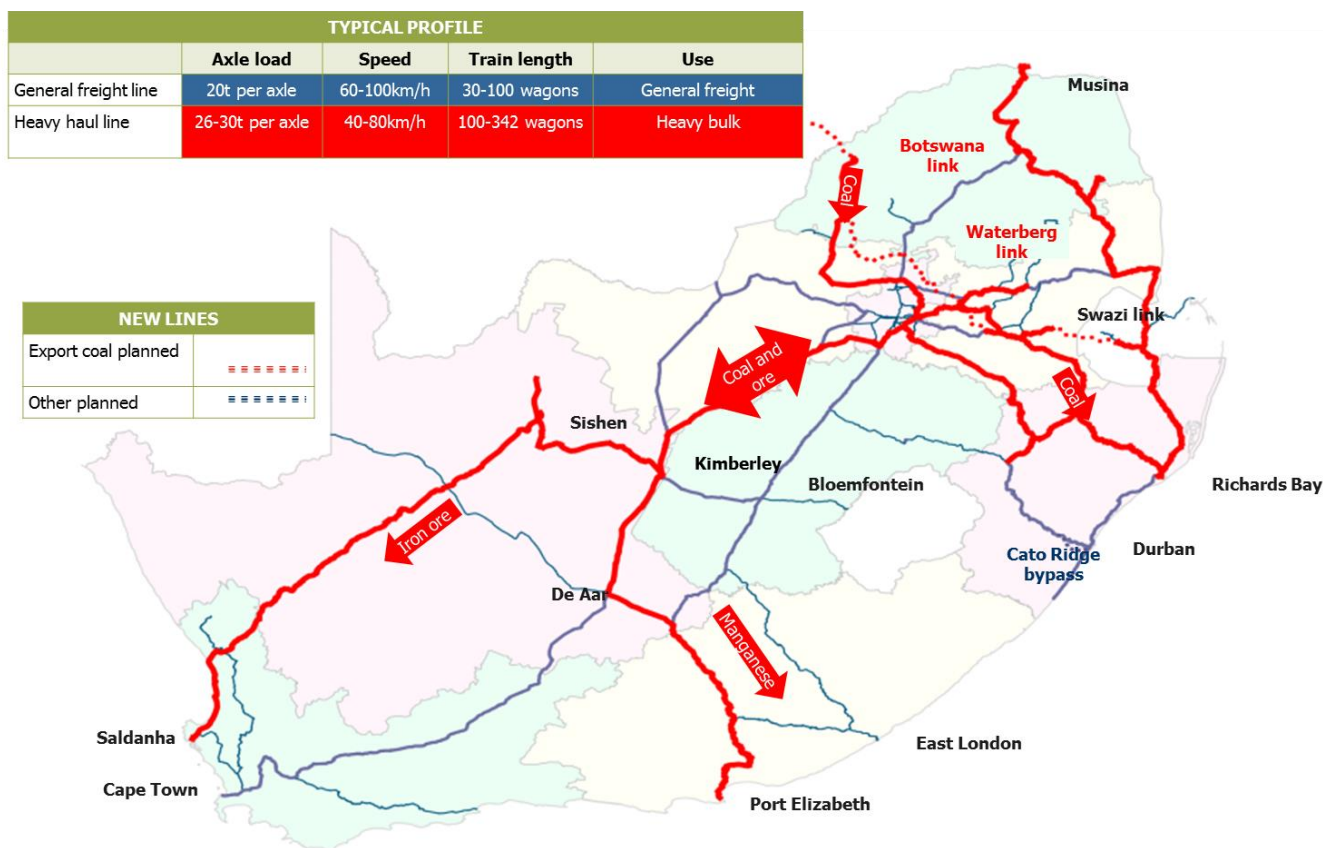 TYPICAL PROFILE
Axle load Speed Train length Use
General freight line 20t per axle 60-100km/h 30-100 wagons General freight
Heavy haul line 26-30t per axle 40-80km/h 100-342 wagons Heavy bulk
Musina
Botswana
link
Coal
Waterberg
link
NEW LINES
Export coal planned
Other planned
Swazi link
Coal and
ore
Coal
Sishen
Kimberley
Bloemfontein
Richards Bay
Iron ore
Durban
Cato Ridge
bypass
De Aar
Manganese
Saldanha
East London
Cape Town
Port Elizabeth